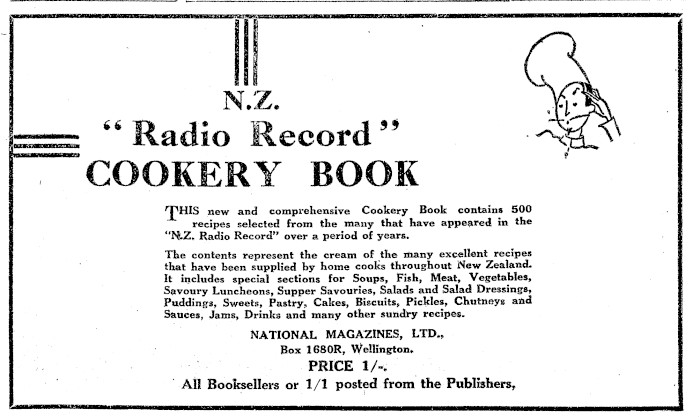 N.Z.
“Radio Record”
COOKERY BOOK
THIS new and comprehensive Cookery Book contains 500
recipes selected from the many that have appeared in the
“N.Z. Radio Record” over a period of years.
The contents represent the cream of the many excellent recipes
that have been supplied by home cooks throughout New Zealand.
It includes special sections for Soups, Fish, Meat, Vegetables,
Savoury Luncheons, Supper Savouries, Salads and Salad Dressings,
Puddings, Sweets, Pastry, Cakes, Biscuits, Pickles, Chutneys and
Sauces, Jams, Drinks and many other sundry recipes.
NATIONAL MAGAZINES, LTD.,
Box 1680R, Wellington.
PRICE 1/-.
All Booksellers or 1/1 posted from the Publishers,